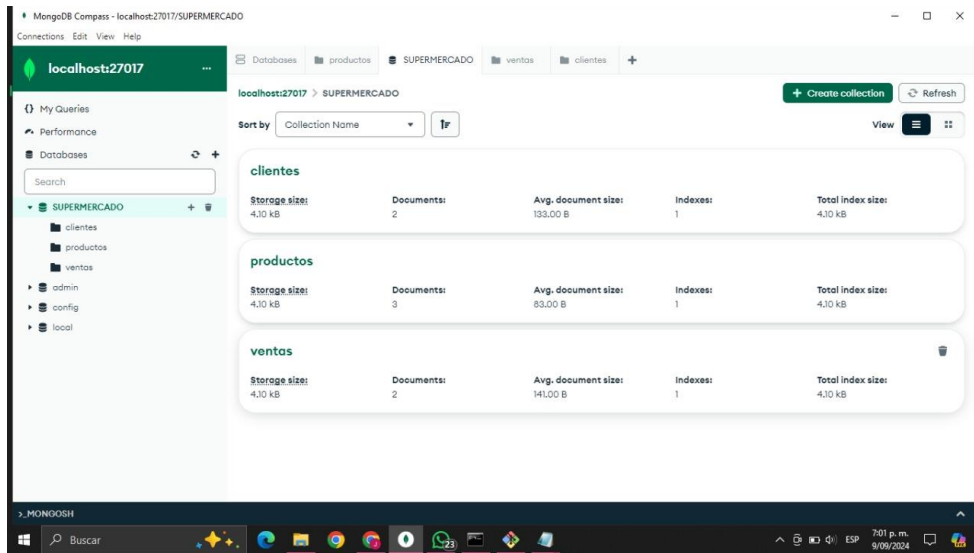 MongoDB Compass - localhost:27017/SUPERMERCADO
Connections Edit View Help
localhost:27017 ...
Databases productos SUPERMERCADO ventas clientes +
localhost:27017 > SUPERMERCADO
+ Create collection Refresh
{} My Queries
Performance
Databases
Search
SUPERMERCADO
clientes
productos
ventas
admin
config
local
Sort by Collection Name View
clientes
Storage size: Documents: Avg. document size: Indexes: Total index size:
4.10 kB 2 133.00 B 1 4.10 kB
productos
Storage size: Documents: Avg. document size: Indexes: Total index size:
4.10 kB 3 83.00 B 1 4.10 kB
ventas
Storage size: Documents: Avg. document size: Indexes: Total index size:
4.10 kB 2 141.00 B 1 4.10 kB
>_MONGOSH
Buscar 23 ESP 7:01 p. m.
9/09/2024